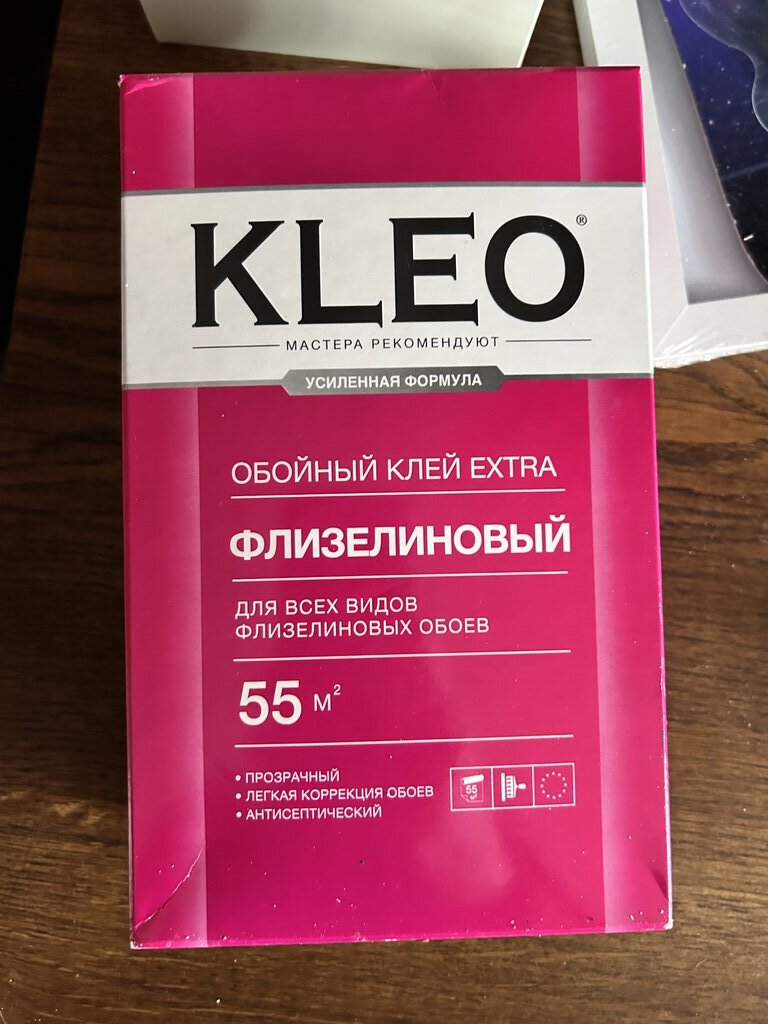 KLEO®
МАСТЕРА РЕКОМЕНДУЮТ
УСИЛЕННАЯ ФОРМУЛА
ОБОЙНЫЙ КЛЕЙ EXTRA
ФЛИЗЕЛИНОВЫЙ
ДЛЯ ВСЕХ ВИДОВ
ФЛИЗЕЛИНОВЫХ ОБОЕВ
55 м²
• ПРОЗРАЧНЫЙ
• ЛЕГКАЯ КОРРЕКЦИЯ ОБОЕВ
• АНТИСЕПТИЧЕСКИЙ
55
м²